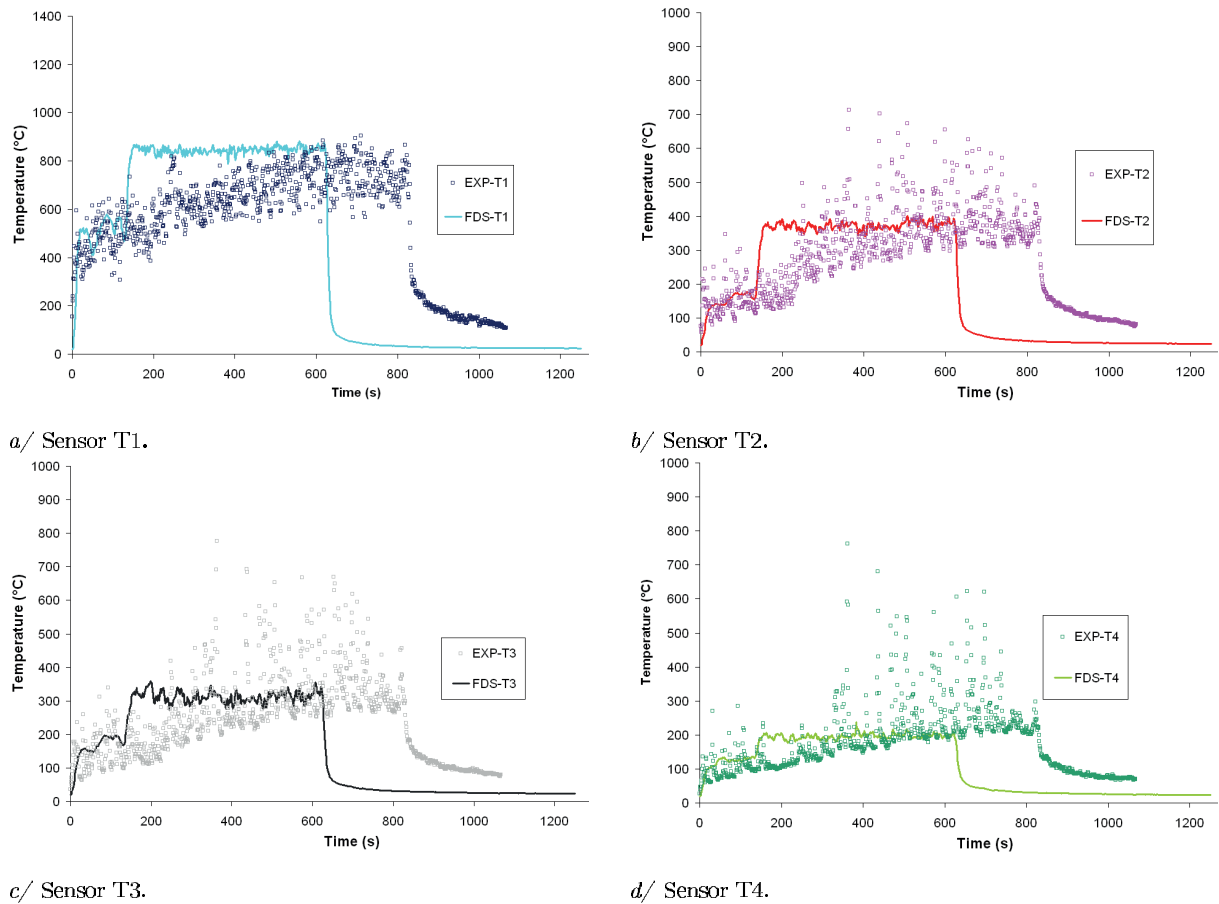 1400
1200
1000
800
600
400
200
0
Temperature (°C)
0 200 400 600 800 1000 1200
Time (s)
EXP-T1
FDS-T1
a/ Sensor T1.
1000
900
800
700
600
500
400
300
200
100
0
Temperature (°C)
0 200 400 600 800 1000 1200
Time (s)
EXP-T2
FDS-T2
b/ Sensor T2.
1000
900
800
700
600
500
400
300
200
100
0
Temperature (°C)
0 200 400 600 800 1000 1200
Time (s)
EXP-T3
FDS-T3
c/ Sensor T3.
1000
900
800
700
600
500
400
300
200
100
0
Temperature (°C)
0 200 400 600 800 1000 1200
Time (s)
EXP-T4
FDS-T4
d/ Sensor T4.